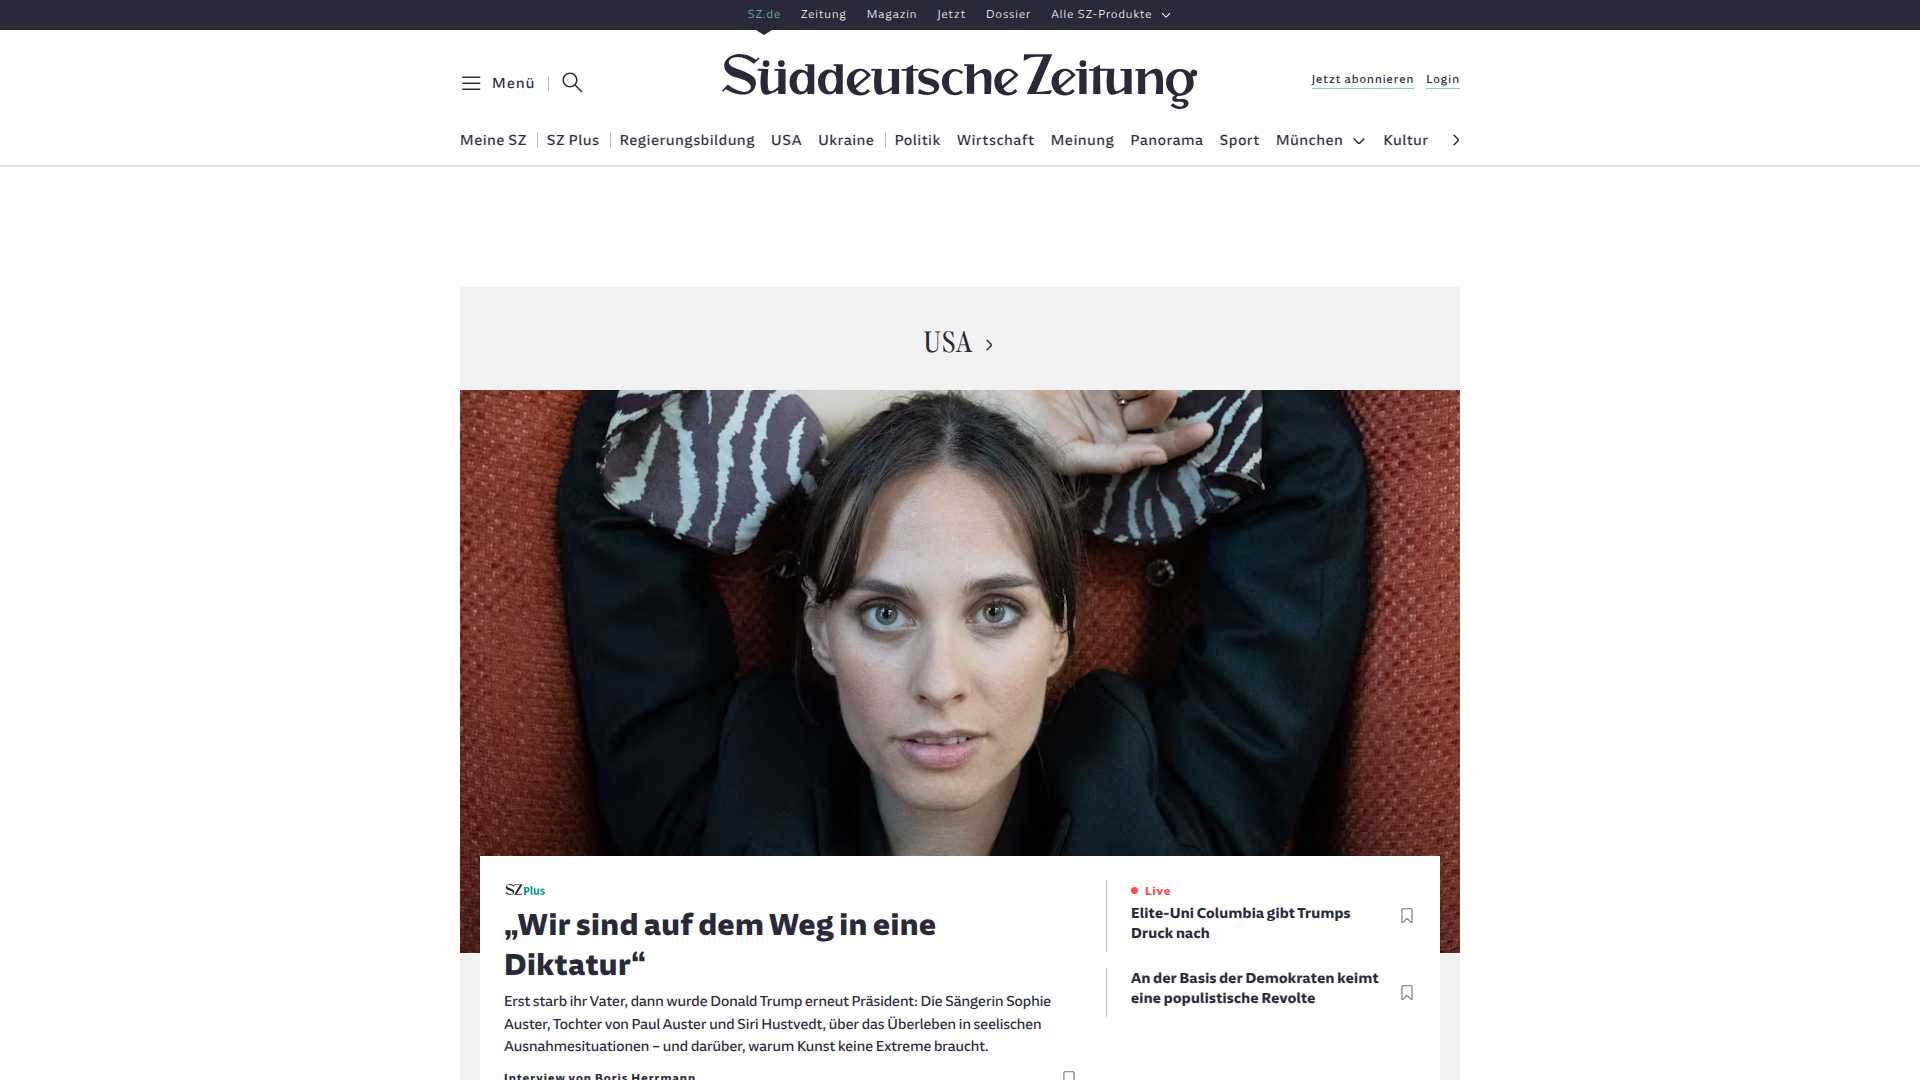 SZ.de Zeitung Magazin Jetzt Dossier Alle SZ-Produkte
Menü
Süddeutsche Zeitung
Jetzt abonnieren Login
Meine SZ SZ Plus Regierungsbildung USA Ukraine Politik Wirtschaft Meinung Panorama Sport München Kultur
USA
SZ Plus
„Wir sind auf dem Weg in eine
Diktatur“
Erst starb ihr Vater, dann wurde Donald Trump erneut Präsident: Die Sängerin Sophie
Auster, Tochter von Paul Auster und Siri Hustvedt, über das Überleben in seelischen
Ausnahmesituationen – und darüber, warum Kunst keine Extreme braucht.
Interview von Boris Herrmann
Live
Elite-Uni Columbia gibt Trumps
Druck nach
An der Basis der Demokraten keimt
eine populistische Revolte